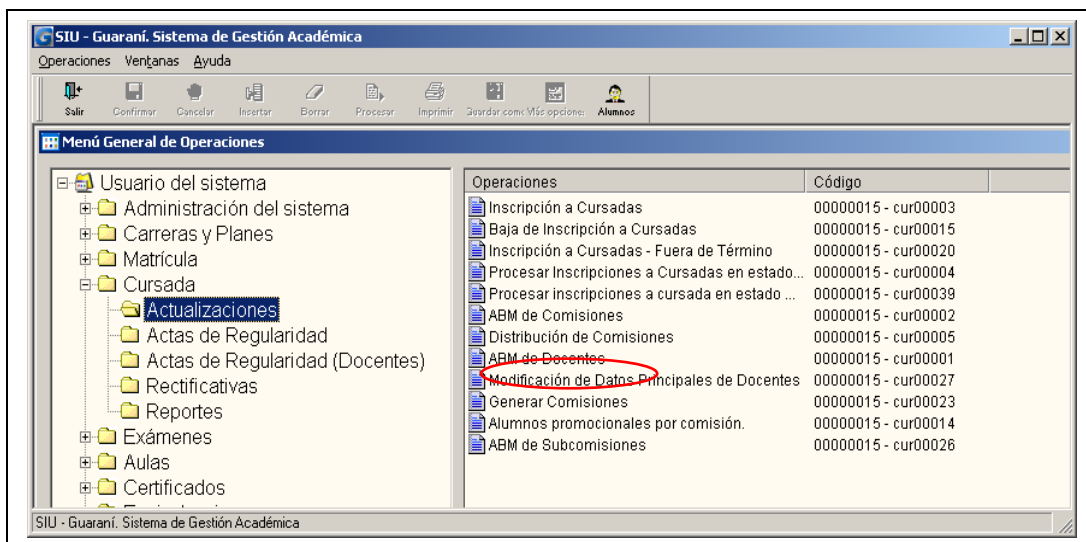 SIU - Guaraní. Sistema de Gestión Académica
Operaciones Ventanas Ayuda
Salir Confirmar Cancelar Insertar Borrar Procesar Imprimir Guardar como Más opciones Alumnos
Menú General de Operaciones
Usuario del sistema
Administración del sistema
Carreras y Planes
Matrícula
Cursada
Actualizaciones
Actas de Regularidad
Actas de Regularidad (Docentes)
Rectificativas
Reportes
Exámenes
Aulas
Certificados
Operaciones Código
Inscripción a Cursadas 00000015 - cur00003
Baja de Inscripción a Cursadas 00000015 - cur00015
Inscripción a Cursadas - Fuera de Término 00000015 - cur00020
Procesar Inscripciones a Cursadas en estado... 00000015 - cur00004
Procesar inscripciones a cursada en estado ... 00000015 - cur00039
ABM de Comisiones 00000015 - cur00002
Distribución de Comisiones 00000015 - cur00005
ABM de Docentes 00000015 - cur00001
Modificación de Datos Principales de Docentes 00000015 - cur00027
Generar Comisiones 00000015 - cur00023
Alumnos promocionales por comisión. 00000015 - cur00014
ABM de Subcomisiones 00000015 - cur00026
SIU - Guaraní. Sistema de Gestión Académica